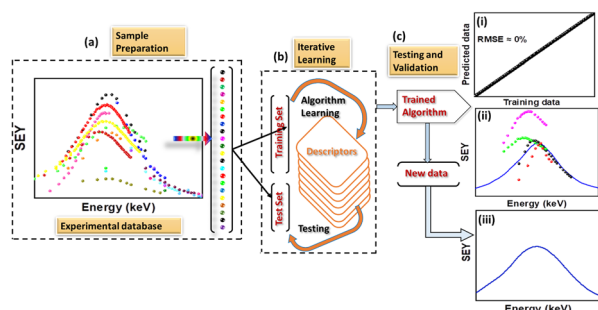 (a)
Sample
Preparation
SEY
Energy (keV)
Experimental database
(b)
Iterative
Learning
Training Set
Test Set
Algorithm
Learning
Descriptors
Testing
(c)
Testing and
Validation
Trained
Algorithm
New data
(i)
RMSE ≈ 0%
Predicted data
Training data
(ii)
SEY
Energy (keV)
(iii)
SEY
Energy (keV)